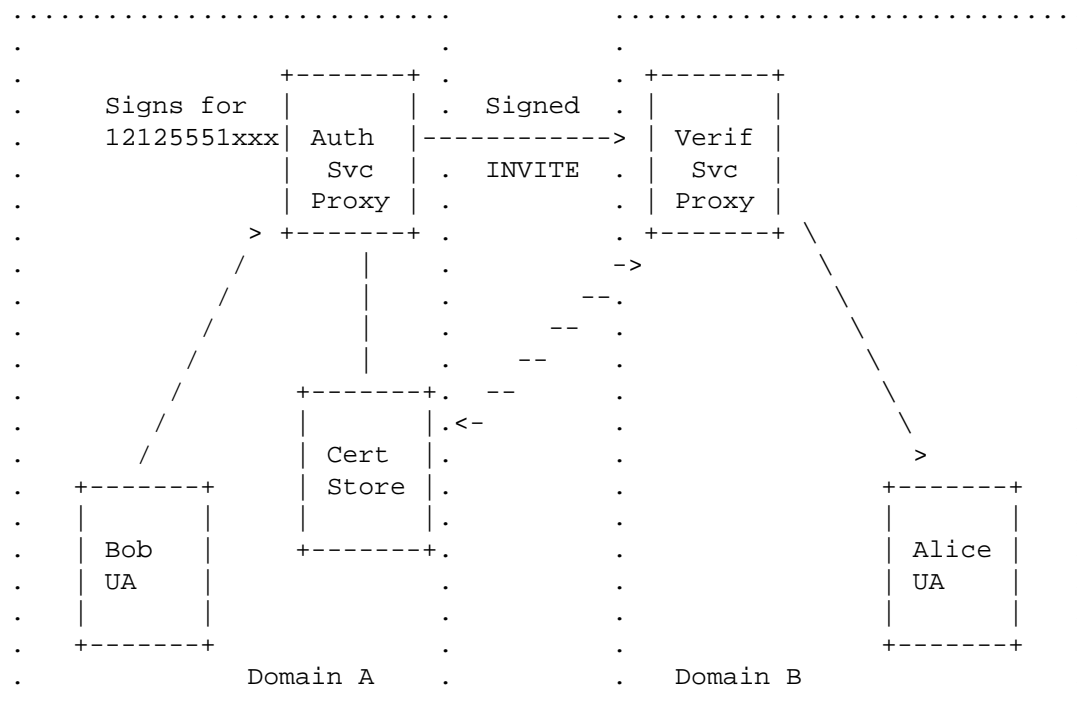 Signs for
12125551xxx
Auth
Svc
Proxy
Signed
INVITE
Verif
Svc
Proxy
Cert
Store
Bob
UA
Alice
UA
Domain A
Domain B